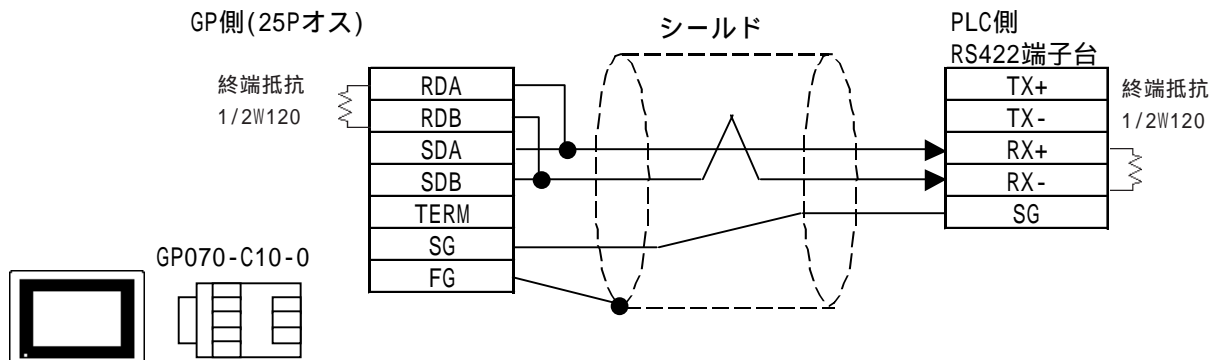 GP側(25Pオス)
シールド
PLC側
RS422端子台
終端抵抗
1/2W120
RDA
RDB
SDA
SDB
TERM
SG
FG
TX+
TX-
RX+
RX-
SG
終端抵抗
1/2W120
GP070-C10-0